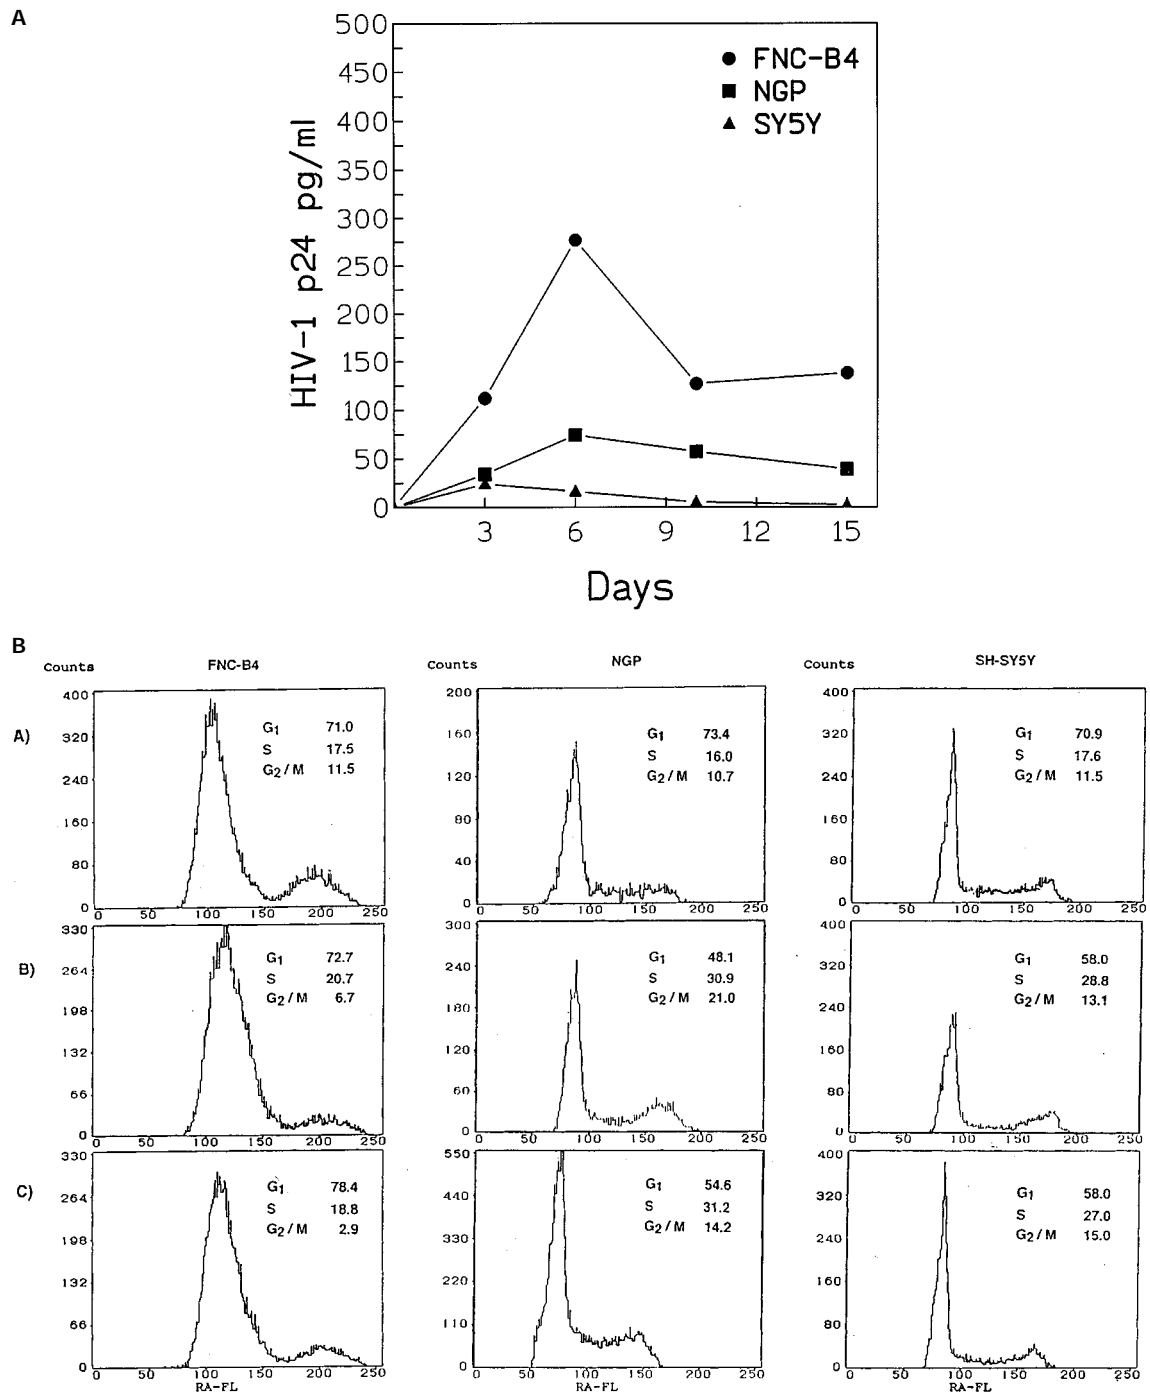 A
500
450
400
350
300
250
200
150
100
50
0
HIV-1 p24 pg/ml
FNC-B4
NGP
SY5Y
3 6 9 12 15
Days
B
Counts FNC-B4
Counts NGP
Counts SH-SY5Y
A)
400
320
240
160
80
0
G1 71.0
S 17.5
G2/M 11.5
0 50 100 150 200 250
200
160
120
80
40
0
G1 73.4
S 16.0
G2/M 10.7
0 50 100 150 200 250
400
320
240
160
80
0
G1 70.9
S 17.6
G2/M 11.5
0 50 100 150 200 250
B)
330
264
198
132
66
0
G1 72.7
S 20.7
G2/M 6.7
0 50 100 150 200 250
300
240
180
120
60
0
G1 48.1
S 30.9
G2/M 21.0
0 50 100 150 200 250
400
320
240
160
80
0
G1 58.0
S 28.8
G2/M 13.1
0 50 100 150 200 250
C)
330
264
198
132
66
0
G1 78.4
S 18.8
G2/M 2.9
0 50 100 150 200 250
RA-FL
550
440
330
220
110
0
G1 54.6
S 31.2
G2/M 14.2
0 50 100 150 200 250
RA-FL
400
320
240
160
80
0
G1 58.0
S 27.0
G2/M 15.0
0 50 100 150 200 250
RA-FL